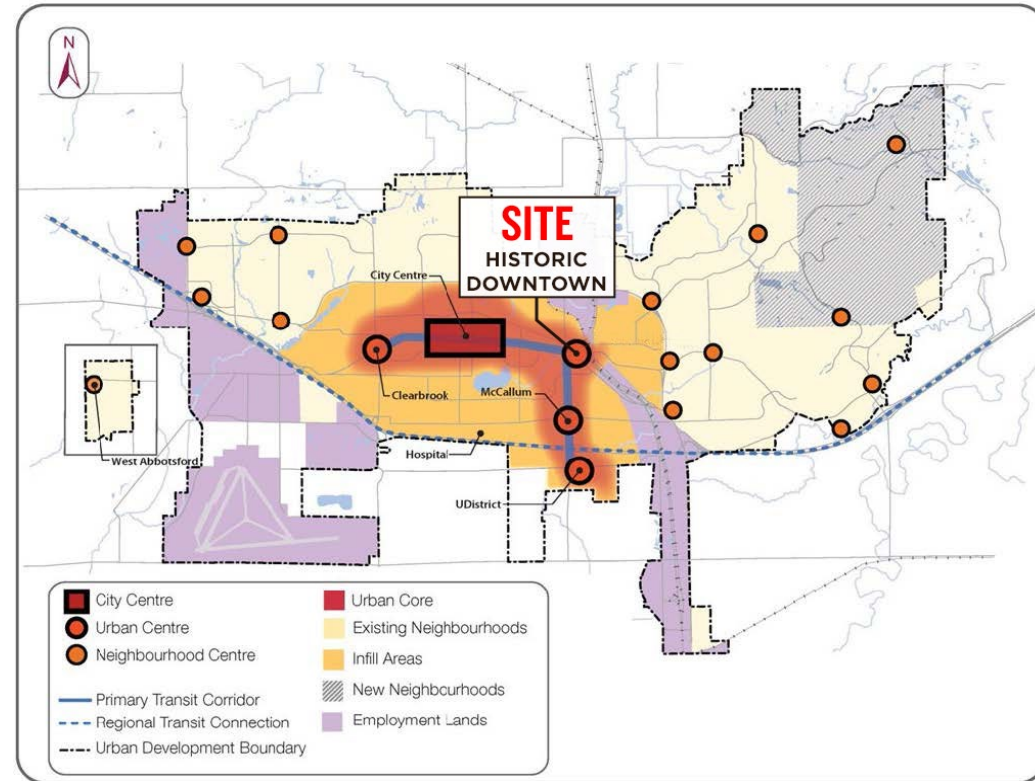 N
SITE
HISTORIC
DOWNTOWN
City Centre
Clearbrook
McCallum
West Abbotsford
Hospital
UDistrict
City Centre
Urban Centre
Neighbourhood Centre
Primary Transit Corridor
Regional Transit Connection
Urban Development Boundary
Urban Core
Existing Neighbourhoods
Infill Areas
New Neighbcurhoods
Employment Lands